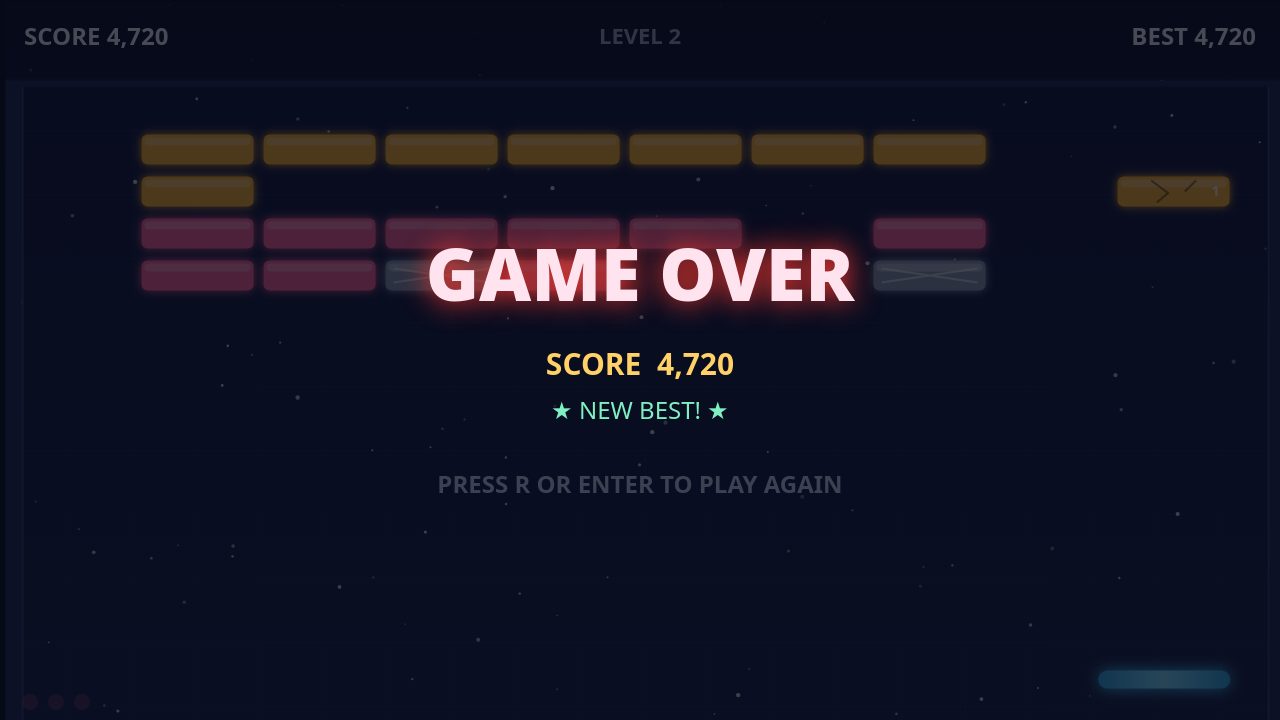 SCORE 4,720
LEVEL 2
BEST 4,720
1
GAME OVER
SCORE 4,720
★ NEW BEST! ★
PRESS R OR ENTER TO PLAY AGAIN